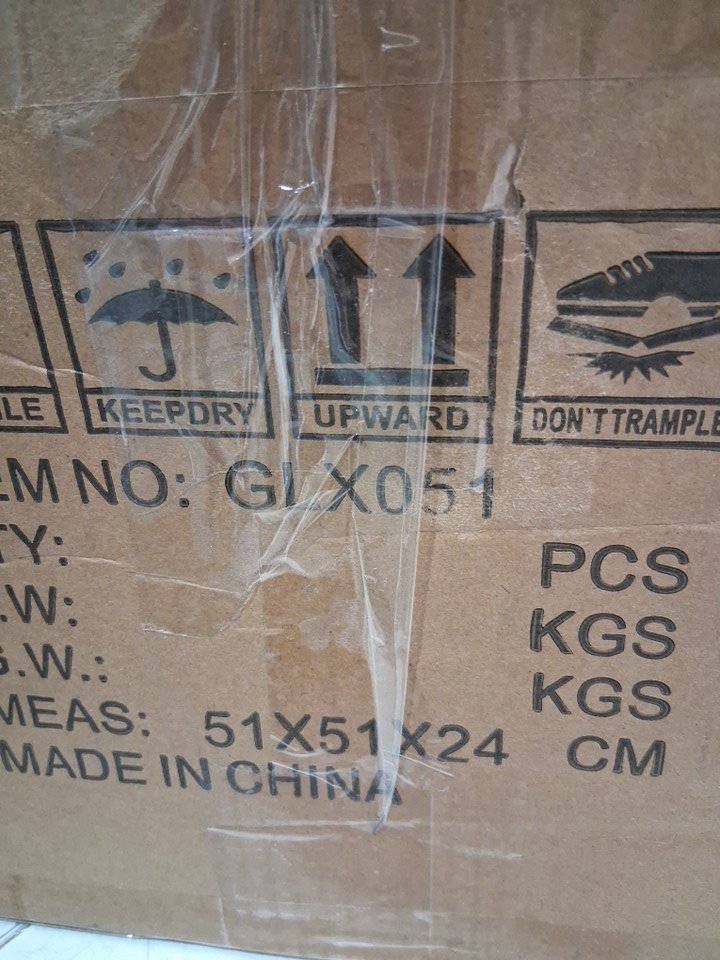 LE KEEPDRY UPWARD DON'TTRAMPLE
EM NO: GLX051
TY: PCS
.W: KGS
G.W.: KGS
MEAS: 51X51X24 CM
MADE IN CHINA